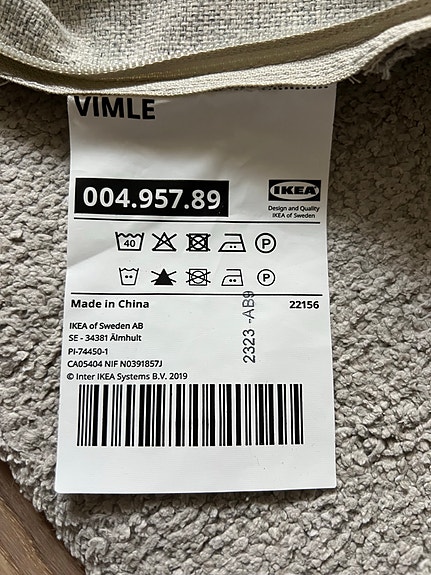 VIMLE
004.957.89
IKEA
Design and Quality
IKEA of Sweden
40
P
P
Made in China
22156
2323 -AB9
IKEA of Sweden AB
SE - 34381 Älmhult
PI-74450-1
CA05404 NIF N0391857J
© Inter IKEA Systems B.V. 2019